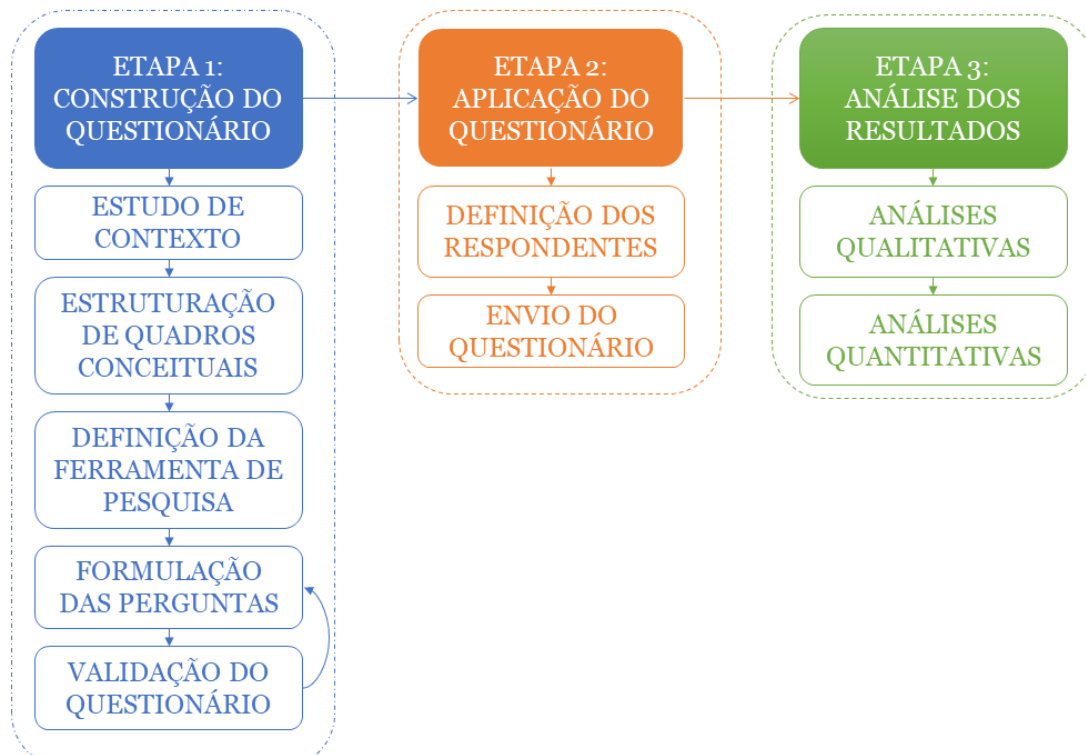 ETAPA 1:
CONSTRUÇÃO DO
QUESTIONÁRIO
ESTUDO DE
CONTEXTO
ESTRUTURAÇÃO
DE QUADROS
CONCEITUAIS
DEFINIÇÃO DA
FERRAMENTA DE
PESQUISA
FORMULAÇÃO
DAS PERGUNTAS
VALIDAÇÃO DO
QUESTIONÁRIO
ETAPA 2:
APLICAÇÃO DO
QUESTIONÁRIO
DEFINIÇÃO DOS
RESPONDENTES
ENVIO DO
QUESTIONÁRIO
ETAPA 3:
ANÁLISE DOS
RESULTADOS
ANÁLISES
QUALITATIVAS
ANÁLISES
QUANTITATIVAS